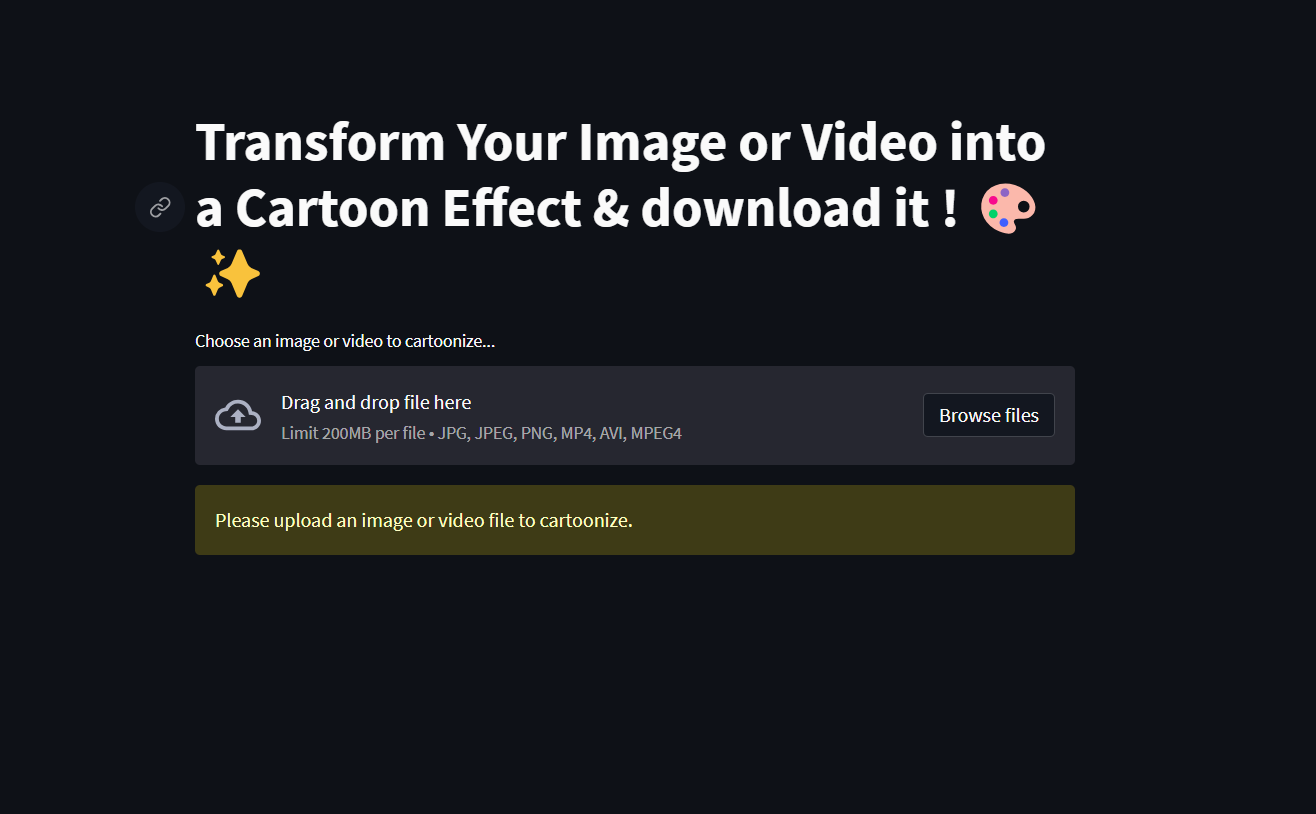 Transform Your Image or Video into
a Cartoon Effect & download it ! 🎨
✨
Choose an image or video to cartoonize...
Drag and drop file here
Limit 200MB per file • JPG, JPEG, PNG, MP4, AVI, MPEG4
Browse files
Please upload an image or video file to cartoonize.